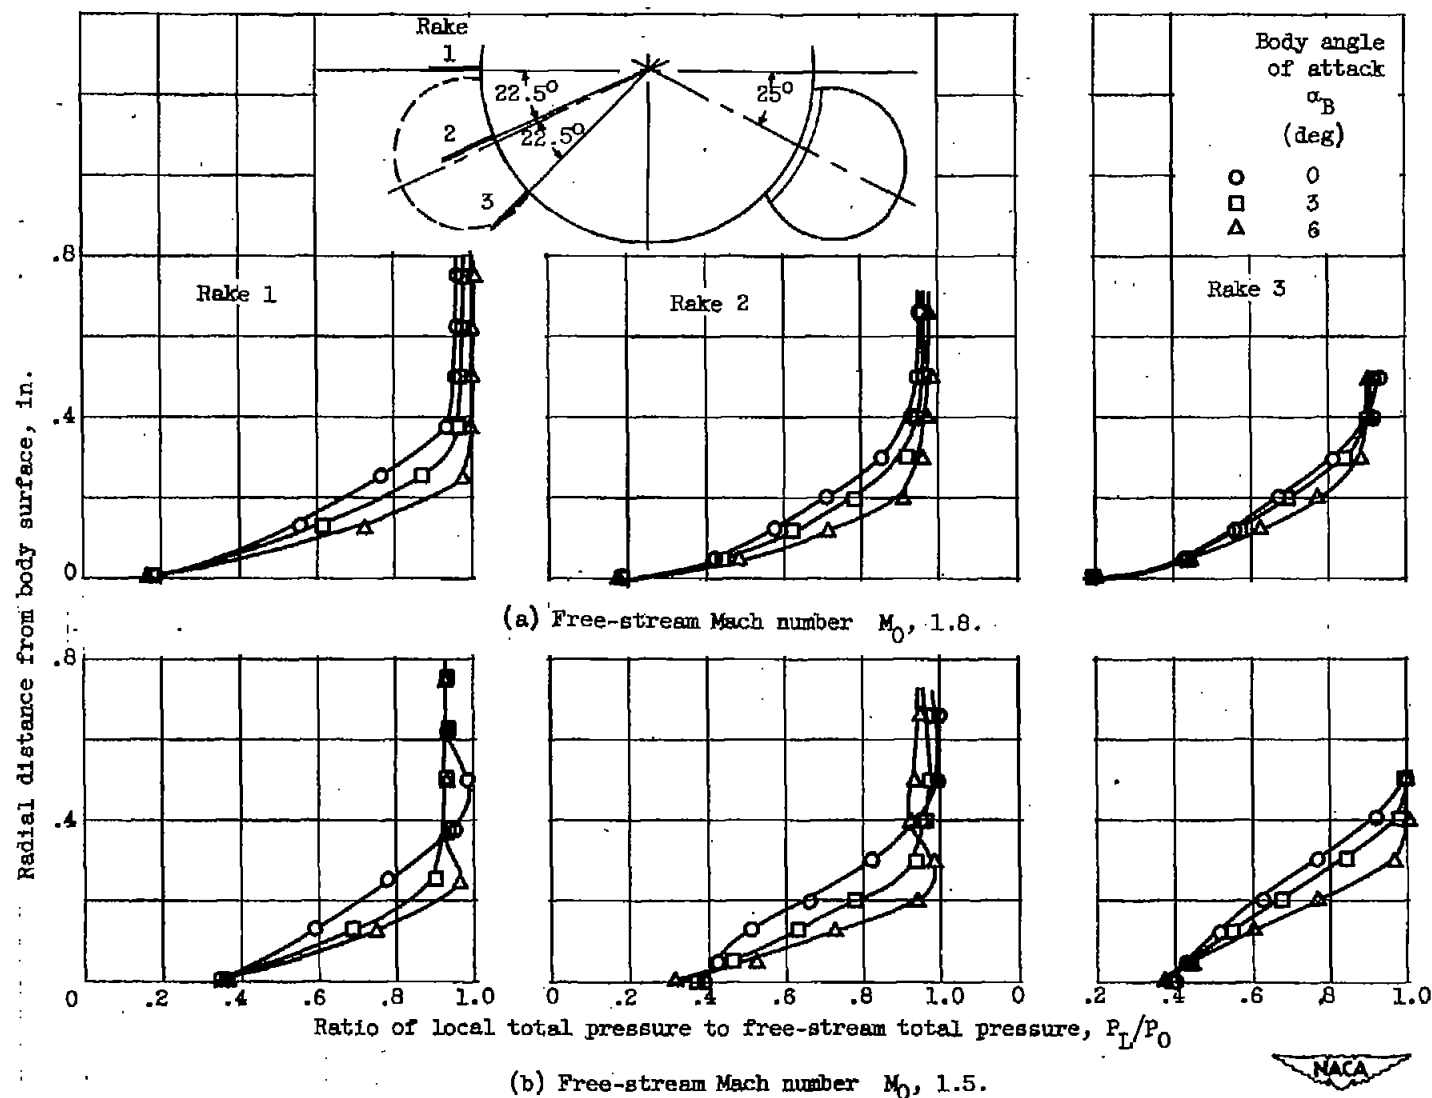 Rake
1
22.5°
25°
2
22.5°
3
Body angle
of attack
αB
(deg)
0
3
6
.8
Rake 1
Rake 2
Rake 3
.4
0
(a) Free-stream Mach number M0, 1.8.
.8
.4
0 .2 .4 .6 .8 1.0
.2 .4 .6 .8 1.0 0
.2 .4 .6 .8 1.0
Radial distance from body surface, in.
Ratio of local total pressure to free-stream total pressure, PL/P0
(b) Free-stream Mach number M0, 1.5.
NACA